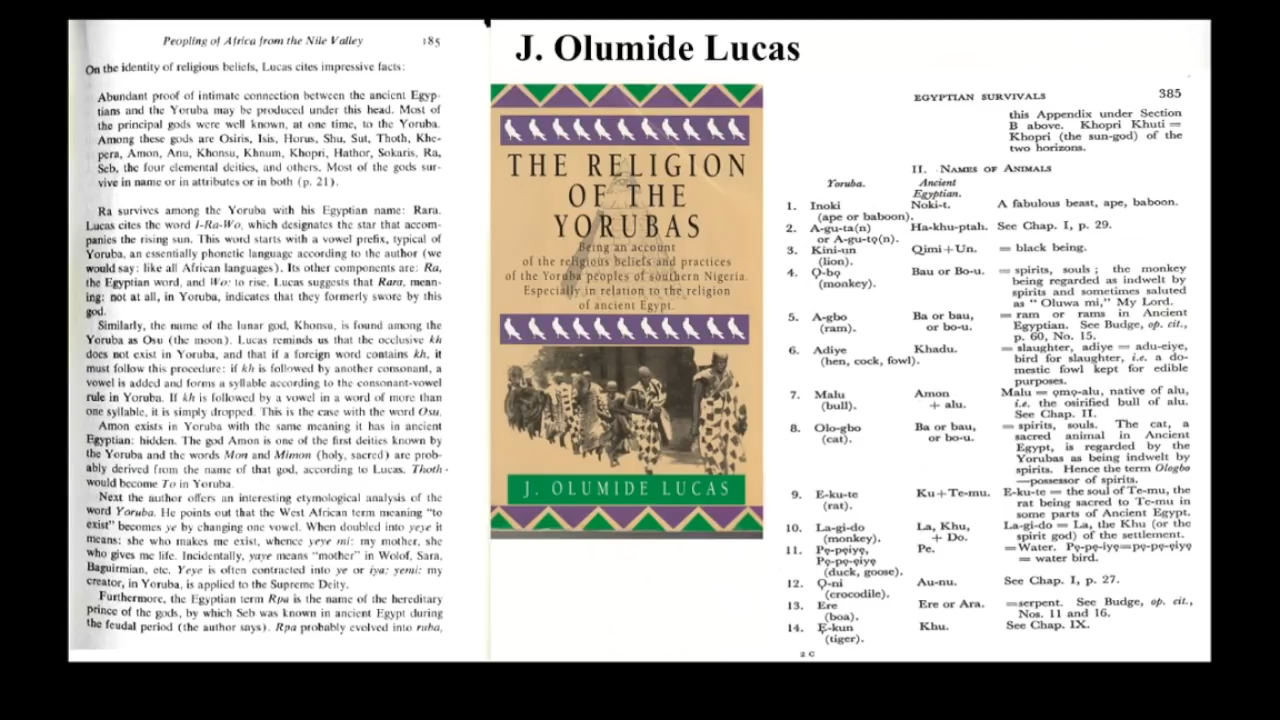 J. Olumide Lucas
Peopling of Africa from the Nile Valley 185
On the identity of religious beliefs, Lucas cites impressive facts:
Abundant proof of intimate connection between the ancient Egyp-
tians and the Yoruba may be produced under this head. Most of
the principal gods were well known, at one time, to the Yoruba.
Among these gods are Osiris, Isis, Horus, Shu, Sut, Thoth, Khe-
pera, Amon, Anu, Khonsu, Khnum, Khopri, Hathor, Sokaris, Ra,
Seb, the four elemental deities, and others. Most of the gods sur-
vive in name or in attributes or in both (p. 21).
Ra survives among the Yoruba with his Egyptian name: Rara.
Lucas cites the word I-Ra-Wo, which designates the star that accom-
panies the rising sun. This word starts with a vowel prefix, typical of
Yoruba, an essentially phonetic language according to the author (we
would say: like all African languages). Its other components are: Ra,
the Egyptian word, and Wo: to rise. Lucas suggests that Rara, mean-
ing: not at all, in Yoruba, indicates that they formerly swore by this
god.
Similarly, the name of the lunar god, Khonsu, is found among the
Yoruba as Osu (the moon). Lucas reminds us that the occlusive kh
does not exist in Yoruba, and that if a foreign word contains kh, it
must follow this procedure: if kh is followed by another consonant, a
vowel is added and forms a syllable according to the consonant-vowel
rule in Yoruba. If kh is followed by a vowel in a word of more than
one syllable, it is simply dropped. This is the case with the word Osu.
Amon exists in Yoruba with the same meaning it has in ancient
Egyptian: hidden. The god Amon is one of the first deities known by
the Yoruba and the words Mon and Mimon (holy, sacred) are prob-
ably derived from the name of that god, according to Lucas. Thoth
would become To in Yoruba.
Next the author offers an interesting etymological analysis of the
word Yoruba. He points out that the West African term meaning "to
exist" becomes ye by changing one vowel. When doubled into yeye it
means: she who makes me exist, whence yeye mi: my mother, she
who gives me life. Incidentally, yaye means "mother" in Wolof, Sara,
Baguirmian, etc. Yeye is often contracted into ye or iya; yemi: my
creator, in Yoruba, is applied to the Supreme Deity.
Furthermore, the Egyptian term Rpa is the name of the hereditary
prince of the gods, by which Seb was known in ancient Egypt during
the feudal period (the author says). Rpa probably evolved into ruba,
THE RELIGION
OF THE
YORUBAS
Being an account
of the religious beliefs and practices
of the Yoruba peoples of southern Nigeria.
Especially in relation to the religion
of ancient Egypt.
J. OLUMIDE LUCAS
EGYPTIAN SURVIVALS 385
this Appendix under Section
B above. Khopri Khuti =
Khopri (the sun-god) of the
two horizons.
II. NAMES OF ANIMALS
Yoruba. Ancient
Egyptian.
1. Inoki Noki-t. A fabulous beast, ape, baboon.
(ape or baboon).
2. A-gu-ta(n) Ha-khu-ptah. See Chap. I, p. 29.
or A-gu-tọ(n).
3. Kini-un Qimi+Un. = black being.
(lion).
4. Ọ-bọ Bau or Bo-u. = spirits, souls; the monkey
(monkey). being regarded as indwelt by
spirits and sometimes saluted
as "Oluwa mi," My Lord.
5. A-gbo Ba or bau, = ram or rams in Ancient
(ram). or bo-u. Egyptian. See Budge, op. cit.,
p. 60, No. 15.
6. Adiye Khadu. = slaughter, adiye = adu-eiye,
(hen, cock, fowl). bird for slaughter, i.e. a do-
mestic fowl kept for edible
purposes.
7. Malu Amon Malu = ọmọ-alu, native of alu,
(bull). + alu. i.e. the osirified bull of alu.
See Chap. II.
8. Olo-gbo Ba or bau, = spirits, souls. The cat, a
(cat). or bo-u. sacred animal in Ancient
Egypt, is regarded by the
Yorubas as being indwelt by
spirits. Hence the term Ologbo
—possessor of spirits.
9. E-ku-te Ku+Te-mu. E-ku-te = the soul of Te-mu, the
(rat). rat being sacred to Te-mu in
some parts of Ancient Egypt.
10. La-gi-do La, Khu, La-gi-do = La, the Khu (or the
(monkey). + Do. spirit god) of the settlement.
11. Pẹ-pẹiyẹ, Pe. = Water. Pẹ-pẹ-iyẹ=pẹ-pẹ-ẹiyẹ
Pẹ-pẹ-ẹiyẹ = water bird.
(duck, goose).
12. Ọ-ni Au-nu. See Chap. I, p. 27.
(crocodile).
13. Ere Ere or Ara. =serpent. See Budge, op. cit.,
(boa). Nos. 11 and 16.
14. Ẹ-kun Khu. See Chap. IX.
(tiger).
2 C